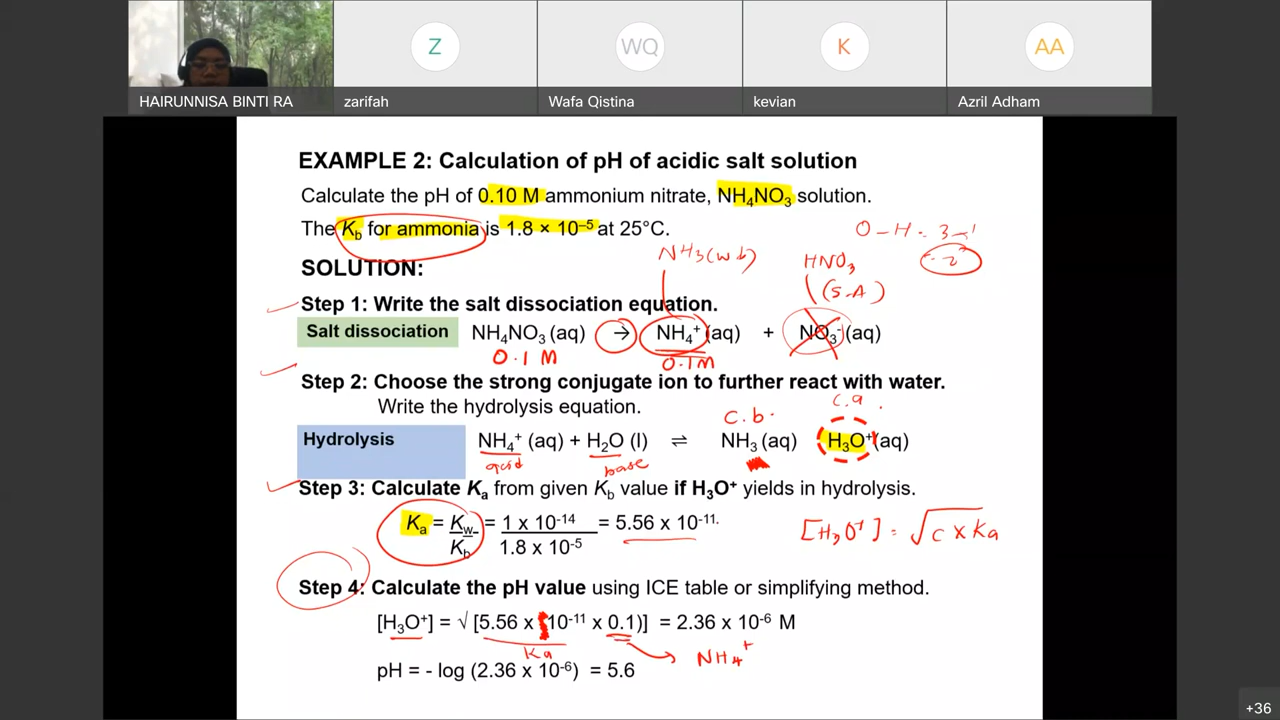 Z
WQ
K
AA
HAIRUNNISA BINTI RA
zarifah
Wafa Qistina
kevian
Azril Adham
EXAMPLE 2: Calculation of pH of acidic salt solution
Calculate the pH of 0.10 M ammonium nitrate, NH₄NO₃ solution.
The Kb for ammonia is 1.8 × 10⁻⁵ at 25°C.
O-H = 3-1
= 2
NH₃(wb)
HNO₃
(S.A)
SOLUTION:
Step 1: Write the salt dissociation equation.
Salt dissociation NH₄NO₃ (aq) → NH₄⁺ (aq) + NO₃⁻ (aq)
0.1 M 0.1M
Step 2: Choose the strong conjugate ion to further react with water.
Write the hydrolysis equation.
c.b. c.a.
Hydrolysis NH₄⁺ (aq) + H₂O (l) ⇌ NH₃ (aq) H₃O⁺ (aq)
acid base
Step 3: Calculate Ka from given Kb value if H₃O⁺ yields in hydrolysis.
Ka = Kw = 1 x 10⁻¹⁴ = 5.56 x 10⁻¹¹.
Kb 1.8 x 10⁻⁵
[H₃O⁺] = √c x Ka
Step 4: Calculate the pH value using ICE table or simplifying method.
[H₃O⁺] = √ [5.56 x 10⁻¹¹ x 0.1)] = 2.36 x 10⁻⁶ M
Ka NH₄⁺
pH = - log (2.36 x 10⁻⁶) = 5.6
+36